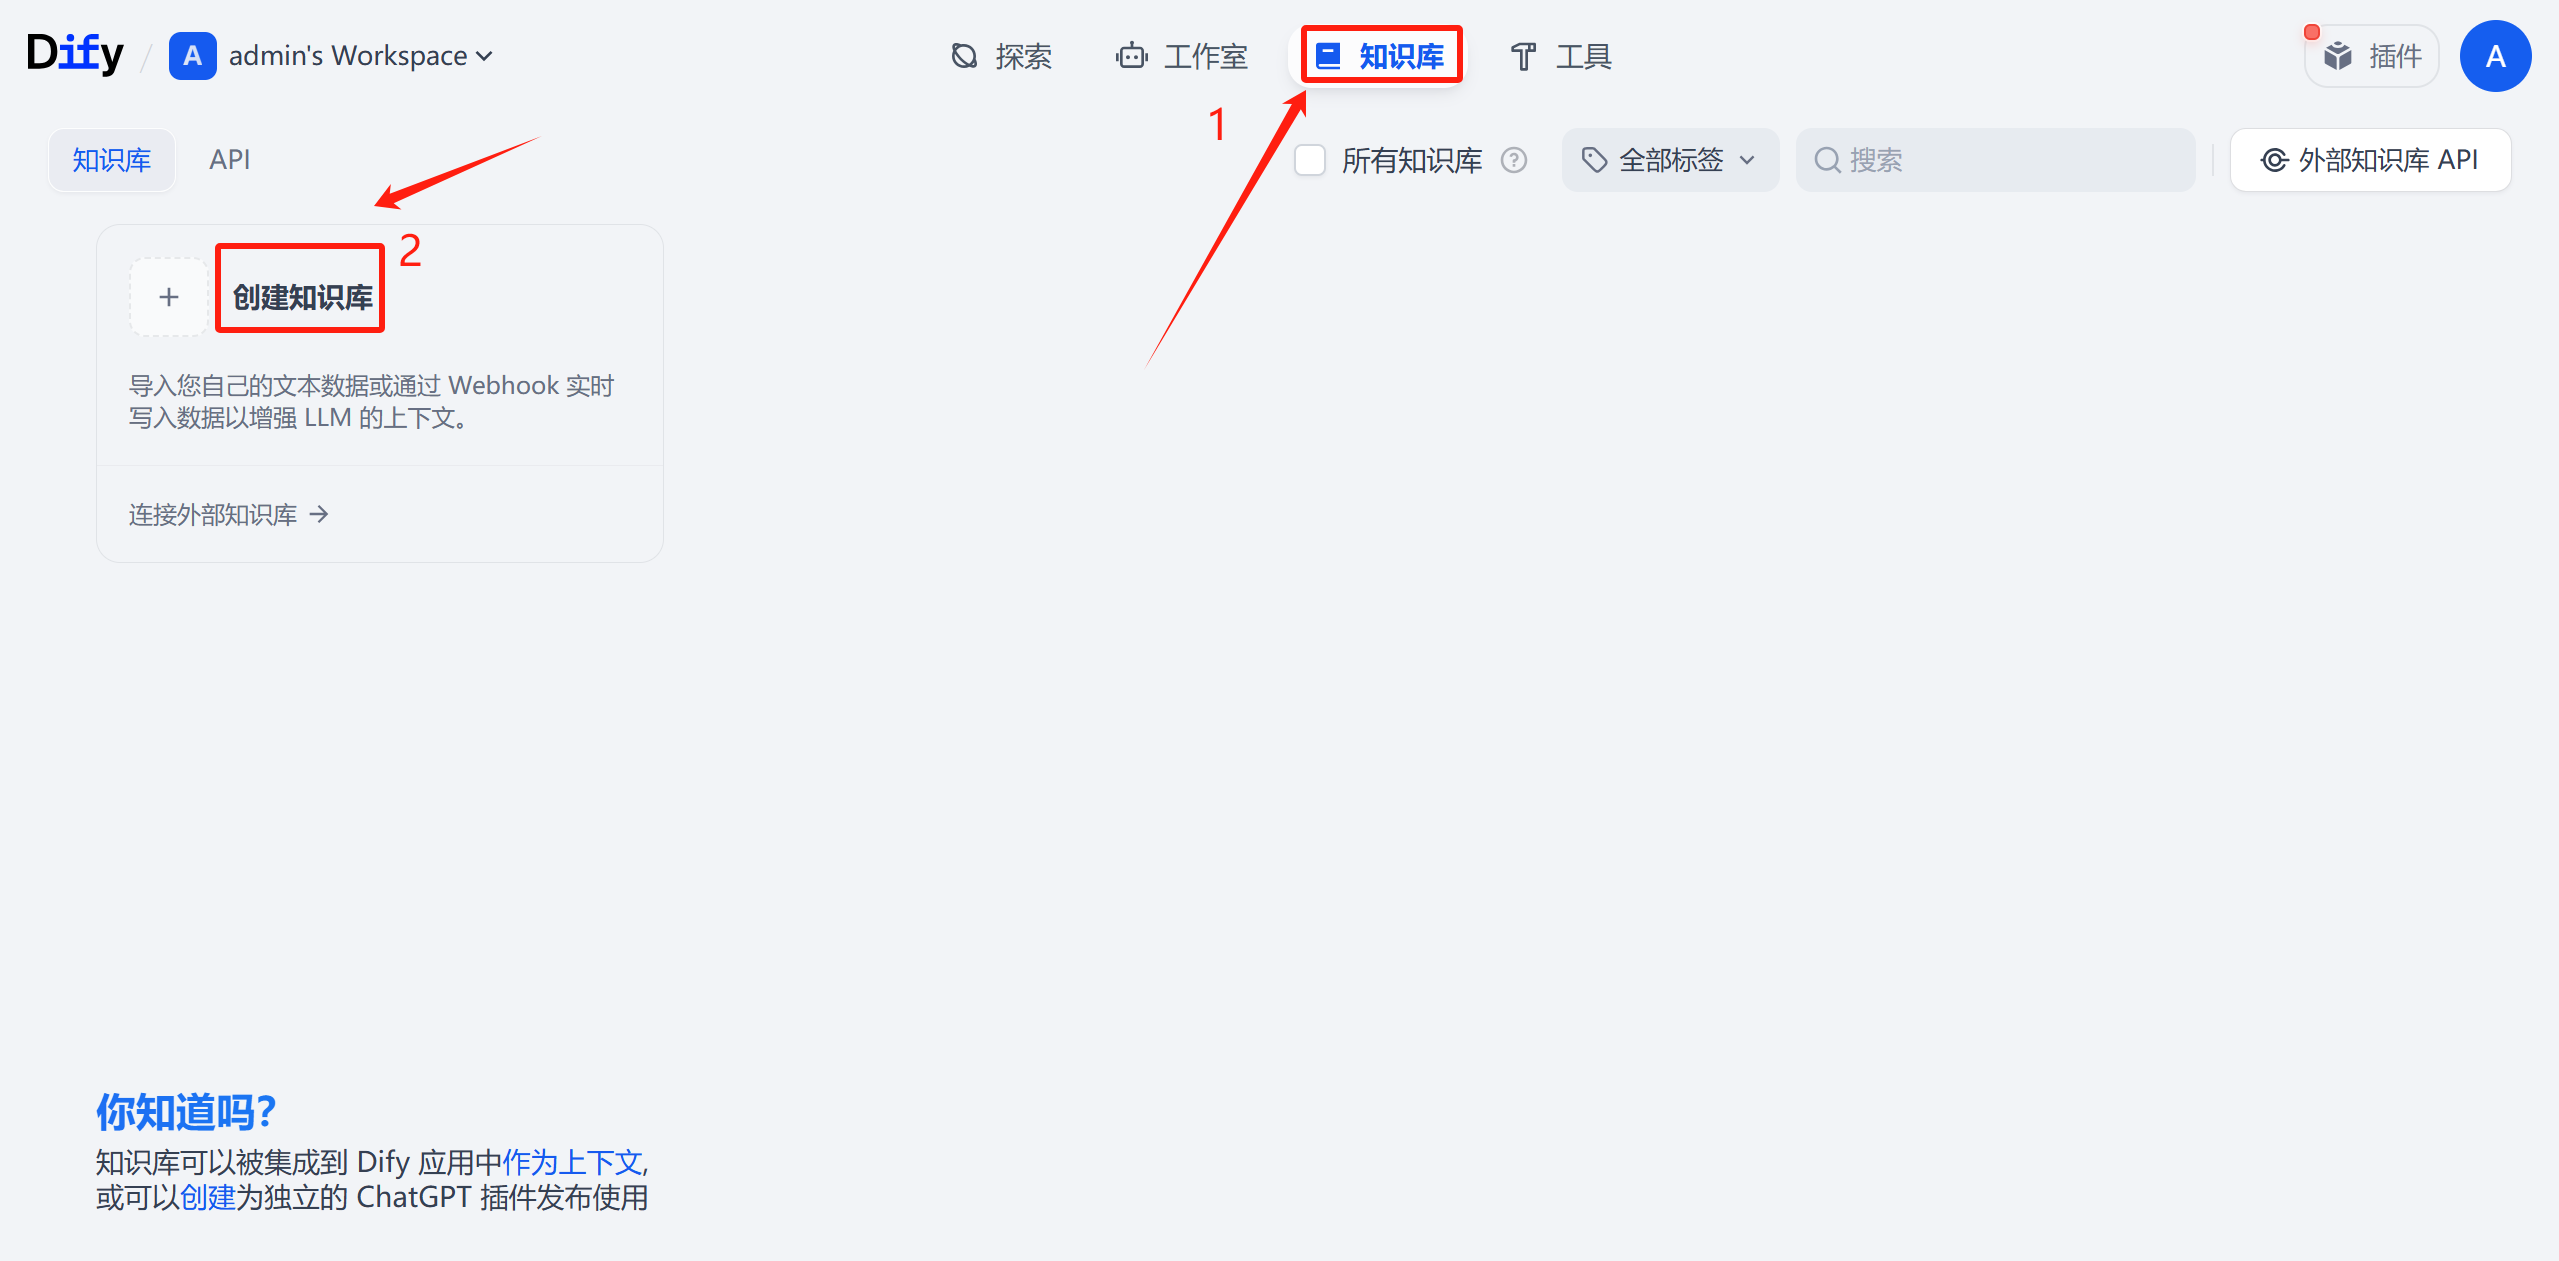 Dify / A admin's Workspace
探索
工作室
知识库
工具
插件
A
1
知识库
API
所有知识库
全部标签
搜索
外部知识库 API
2
创建知识库
导入您自己的文本数据或通过 Webhook 实时
写入数据以增强 LLM 的上下文。
连接外部知识库
你知道吗?
知识库可以被集成到 Dify 应用中作为上下文,
或可以创建为独立的 ChatGPT 插件发布使用